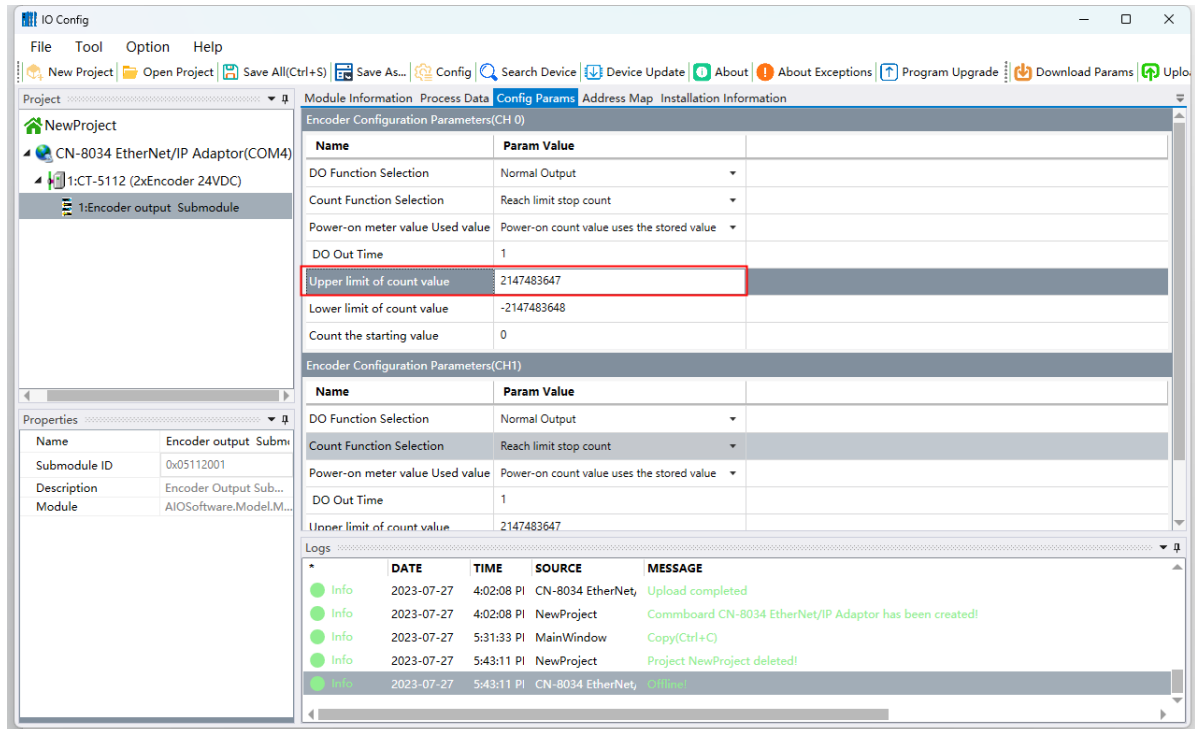 IO Config
File Tool Option Help
New Project Open Project Save All(Ctrl+S) Save As... Config Search Device Device Update About About Exceptions Program Upgrade Download Params Uplo
Project
NewProject
CN-8034 EtherNet/IP Adaptor(COM4)
1:CT-5112 (2xEncoder 24VDC)
1:Encoder output Submodule
Module Information Process Data Config Params Address Map Installation Information
Encoder Configuration Parameters(CH 0)
Name Param Value
DO Function Selection Normal Output
Count Function Selection Reach limit stop count
Power-on meter value Used value Power-on count value uses the stored value
DO Out Time 1
Upper limit of count value 2147483647
Lower limit of count value -2147483648
Count the starting value 0
Encoder Configuration Parameters(CH1)
Name Param Value
DO Function Selection Normal Output
Count Function Selection Reach limit stop count
Power-on meter value Used value Power-on count value uses the stored value
DO Out Time 1
Upper limit of count value 2147483647
Properties
Name Encoder output Submo
Submodule ID 0x05112001
Description Encoder Output Sub...
Module AIOSoftware.Model.M...
Logs
* DATE TIME SOURCE MESSAGE
Info 2023-07-27 4:02:08 PI CN-8034 EtherNet, Upload completed
Info 2023-07-27 4:02:08 PI NewProject Commboard CN-8034 EtherNet/IP Adaptor has been created!
Info 2023-07-27 5:31:33 PI MainWindow Copy(Ctrl+C)
Info 2023-07-27 5:43:11 PI NewProject Project NewProject deleted!
Info 2023-07-27 5:43:11 PI CN-8034 EtherNet, Offline!